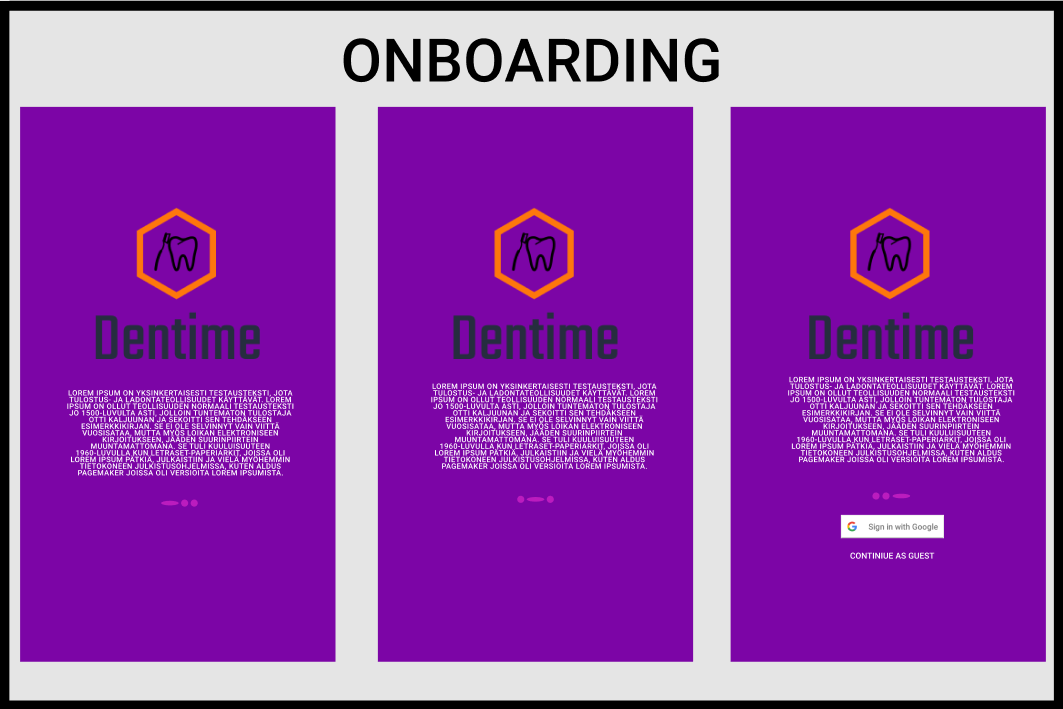 ONBOARDING
Dentime
LOREM IPSUM ON YKSINKERTAISESTI TESTAUSTEKSTI, JOTA
TULOSTUS- JA LADONTATEOLLISUUDET KÄYTTÄVÄT. LOREM
IPSUM ON OLLUT TEOLLISUUDEN NORMAALI TESTAUSTEKSTI
JO 1500-LUVULTA ASTI, JOLLOIN TUNTEMATON TULOSTAJA
OTTI KALJUUNAN JA SEKOITTI SEN TEHDÄKSEEN
ESIMERKKIKIRJAN. SE EI OLE SELVINNYT VAIN VIITTÄ
VUOSISATAA, MUTTA MYÖS LOIKAN ELEKTRONISEEN
KIRJOITUKSEEN, JÄÄDEN SUURINPIIRTEIN
MUUNTAMATTOMANA. SE TULI KUULUISUUTEEN
1960-LUVULLA KUN LETRASET-PAPERIARKIT, JOISSA OLI
LOREM IPSUM PÄTKIÄ, JULKAISTIIN JA VIELÄ MYÖHEMMIN
TIETOKONEEN JULKISTUSOHJELMISSA, KUTEN ALDUS
PAGEMAKER JOISSA OLI VERSIOITA LOREM IPSUMISTA.
Dentime
LOREM IPSUM ON YKSINKERTAISESTI TESTAUSTEKSTI, JOTA
TULOSTUS- JA LADONTATEOLLISUUDET KÄYTTÄVÄT. LOREM
IPSUM ON OLLUT TEOLLISUUDEN NORMAALI TESTAUSTEKSTI
JO 1500-LUVULTA ASTI, JOLLOIN TUNTEMATON TULOSTAJA
OTTI KALJUUNAN JA SEKOITTI SEN TEHDÄKSEEN
ESIMERKKIKIRJAN. SE EI OLE SELVINNYT VAIN VIITTÄ
VUOSISATAA, MUTTA MYÖS LOIKAN ELEKTRONISEEN
KIRJOITUKSEEN, JÄÄDEN SUURINPIIRTEIN
MUUNTAMATTOMANA. SE TULI KUULUISUUTEEN
1960-LUVULLA KUN LETRASET-PAPERIARKIT, JOISSA OLI
LOREM IPSUM PÄTKIÄ, JULKAISTIIN JA VIELÄ MYÖHEMMIN
TIETOKONEEN JULKISTUSOHJELMISSA, KUTEN ALDUS
PAGEMAKER JOISSA OLI VERSIOITA LOREM IPSUMISTA.
Dentime
LOREM IPSUM ON YKSINKERTAISESTI TESTAUSTEKSTI, JOTA
TULOSTUS- JA LADONTATEOLLISUUDET KÄYTTÄVÄT. LOREM
IPSUM ON OLLUT TEOLLISUUDEN NORMAALI TESTAUSTEKSTI
JO 1500-LUVULTA ASTI, JOLLOIN TUNTEMATON TULOSTAJA
OTTI KALJUUNAN JA SEKOITTI SEN TEHDÄKSEEN
ESIMERKKIKIRJAN. SE EI OLE SELVINNYT VAIN VIITTÄ
VUOSISATAA, MUTTA MYÖS LOIKAN ELEKTRONISEEN
KIRJOITUKSEEN, JÄÄDEN SUURINPIIRTEIN
MUUNTAMATTOMANA. SE TULI KUULUISUUTEEN
1960-LUVULLA KUN LETRASET-PAPERIARKIT, JOISSA OLI
LOREM IPSUM PÄTKIÄ, JULKAISTIIN JA VIELÄ MYÖHEMMIN
TIETOKONEEN JULKISTUSOHJELMISSA, KUTEN ALDUS
PAGEMAKER JOISSA OLI VERSIOITA LOREM IPSUMISTA.
G Sign in with Google
CONTINIUE AS GUEST